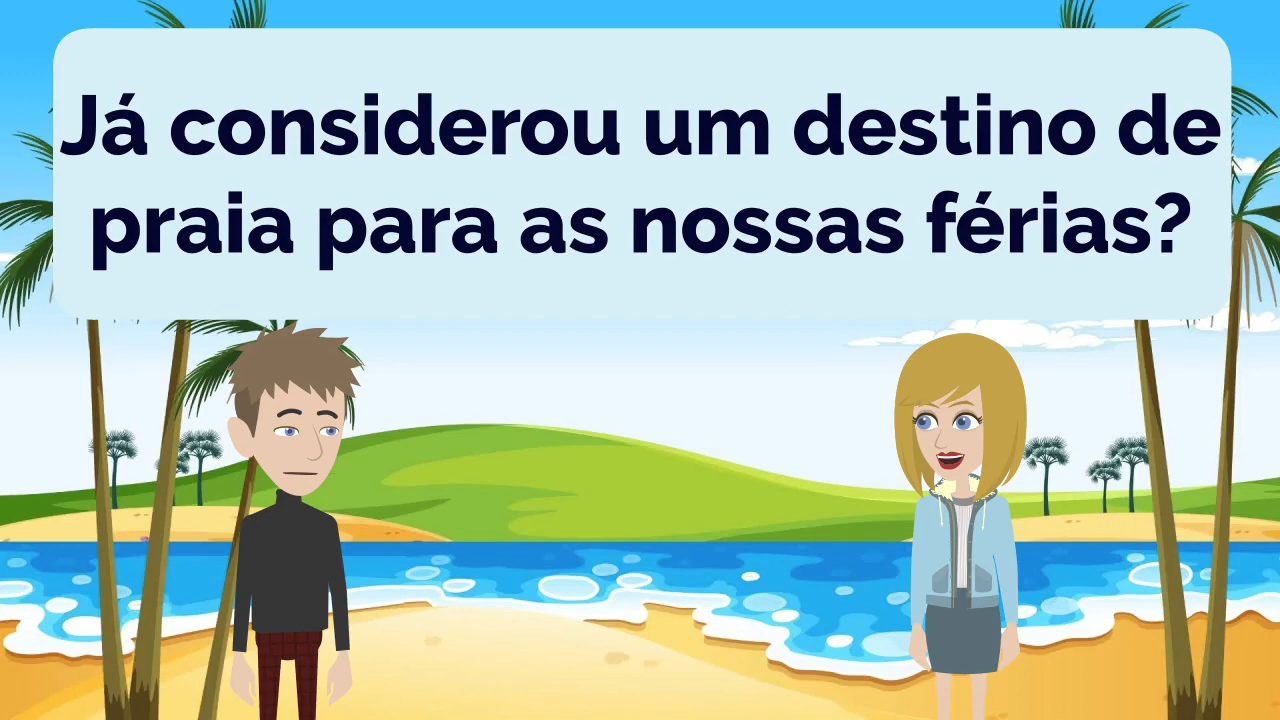 Já considerou um destino de
praia para as nossas férias?